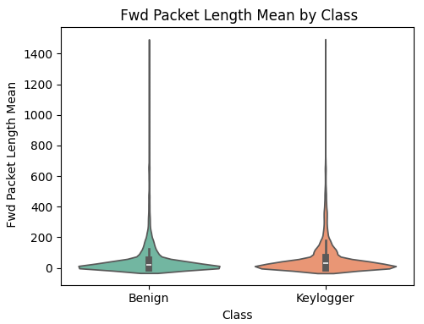 Fwd Packet Length Mean by Class
Fwd Packet Length Mean
1400
1200
1000
800
600
400
200
0
Benign
Keylogger
Class